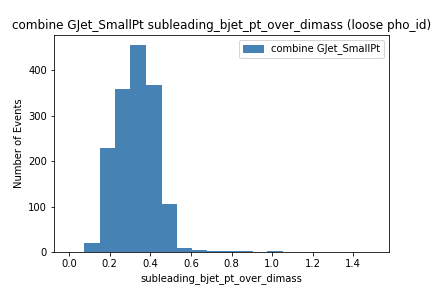 combine GJet_SmallPt subleading_bjet_pt_over_dimass (loose pho_id)
combine GJet_SmallPt
Number of Events
400
300
200
100
0
0.0 0.2 0.4 0.6 0.8 1.0 1.2 1.4
subleading_bjet_pt_over_dimass